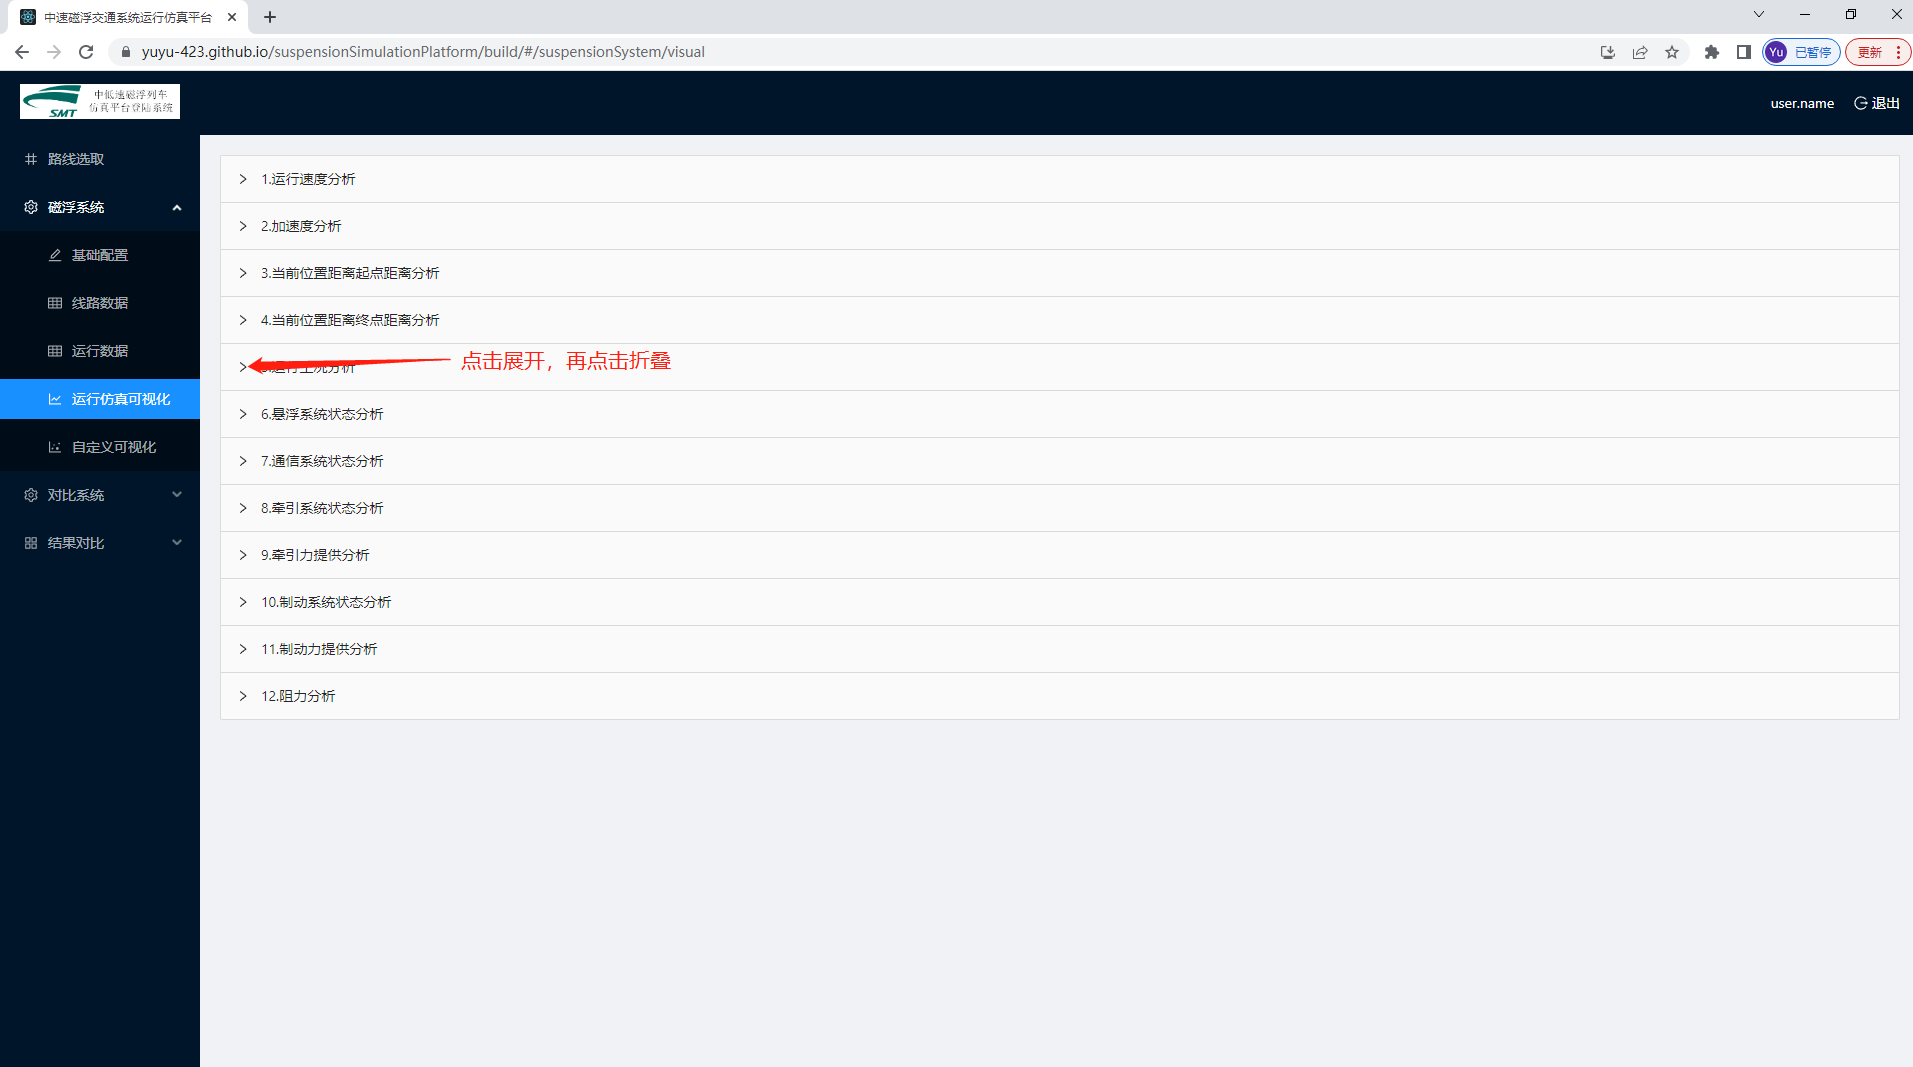 中速磁浮交通系统运行仿真平台
yuyu-423.github.io/suspensionSimulationPlatform/build/#/suspensionSystem/visual
Yu 已暂停
更新
SMT
中低速磁浮列车
仿真平台登陆系统
user.name
退出
路线选取
磁浮系统
基础配置
线路数据
运行数据
运行仿真可视化
自定义可视化
对比系统
结果对比
1.运行速度分析
2.加速度分析
3.当前位置距离起点距离分析
4.当前位置距离终点距离分析
5.运行工况分析
点击展开，再点击折叠
6.悬浮系统状态分析
7.通信系统状态分析
8.牵引系统状态分析
9.牵引力提供分析
10.制动系统状态分析
11.制动力提供分析
12.阻力分析